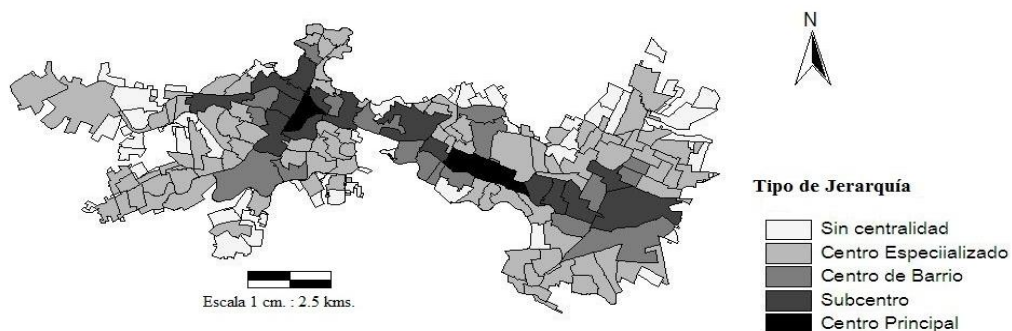 N
Tipo de Jerarquía
Sin centralidad
Centro Especiializado
Centro de Barrio
Subcentro
Centro Principal
Escala 1 cm. : 2.5 kms.